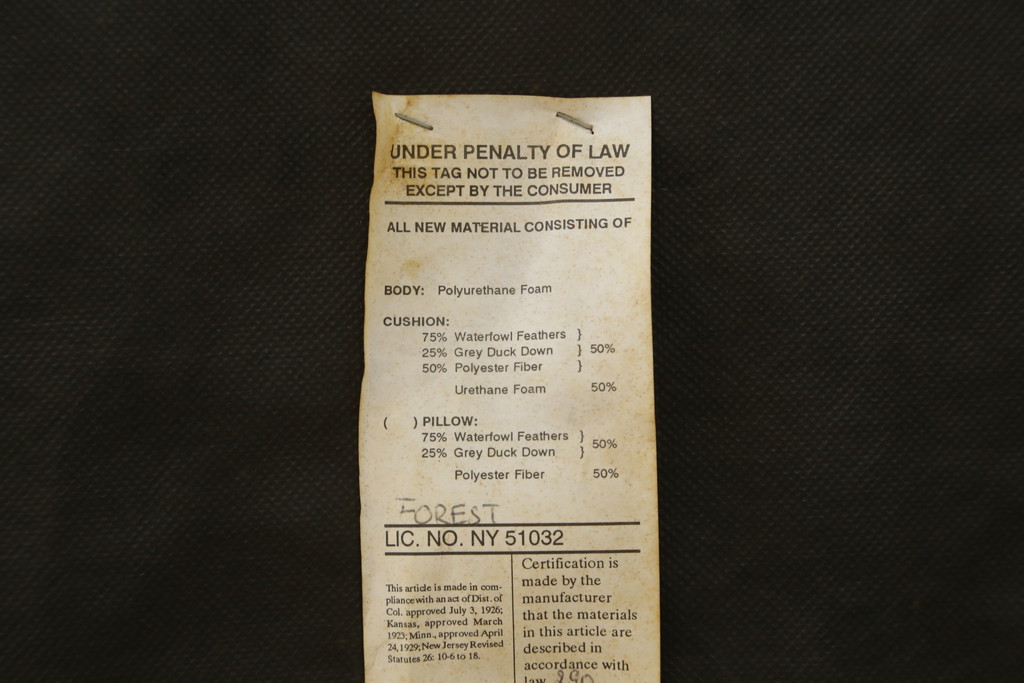 UNDER PENALTY OF LAW
THIS TAG NOT TO BE REMOVED
EXCEPT BY THE CONSUMER
ALL NEW MATERIAL CONSISTING OF
BODY: Polyurethane Foam
CUSHION:
75% Waterfowl Feathers }
25% Grey Duck Down } 50%
50% Polyester Fiber }
Urethane Foam 50%
( ) PILLOW:
75% Waterfowl Feathers }
25% Grey Duck Down } 50%
Polyester Fiber 50%
FOREST
LIC. NO. NY 51032
This article is made in com-
pliance with an act of Dist. of
Col. approved July 3, 1926;
Kansas, approved March
1923; Minn., approved April
24, 1929; New Jersey Revised
Statutes 26: 10-6 to 18.
Certification is
made by the
manufacturer
that the materials
in this article are
described in
accordance with
law.